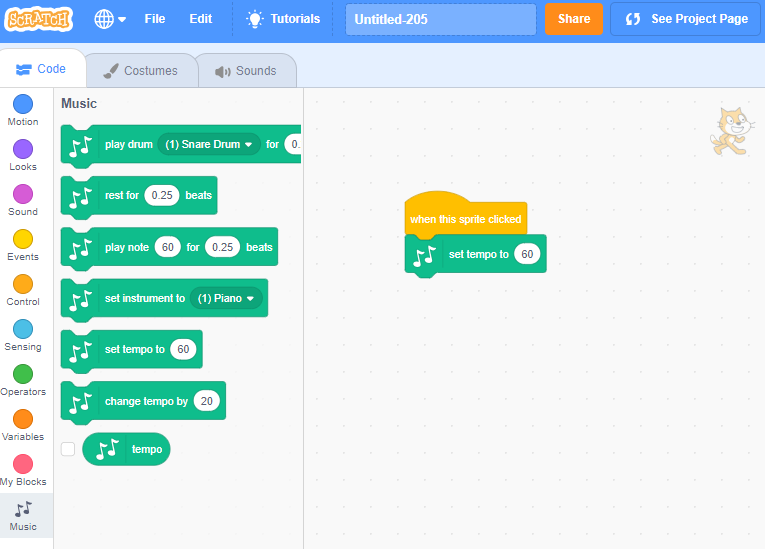 SCRATCH File Edit Tutorials Untitled-205 Share See Project Page
Code Costumes Sounds
Motion
Looks
Sound
Events
Control
Sensing
Operators
Variables
My Blocks
Music
Music
play drum (1) Snare Drum for 0.
rest for 0.25 beats
play note 60 for 0.25 beats
set instrument to (1) Piano
set tempo to 60
change tempo by 20
tempo
when this sprite clicked
set tempo to 60